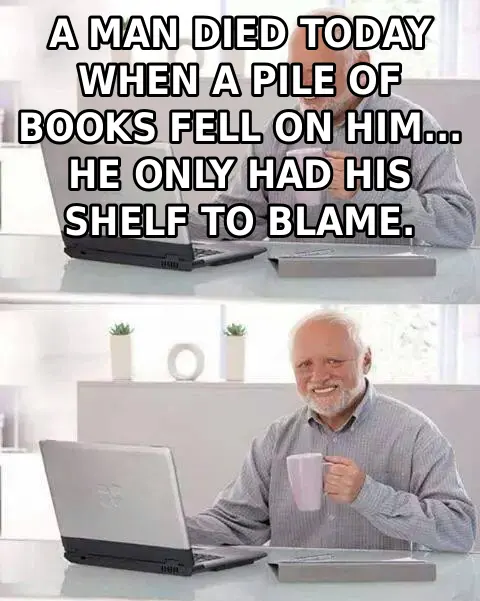 A MAN DIED TODAY
WHEN A PILE OF
BOOKS FELL ON HIM...
HE ONLY HAD HIS
SHELF TO BLAME.